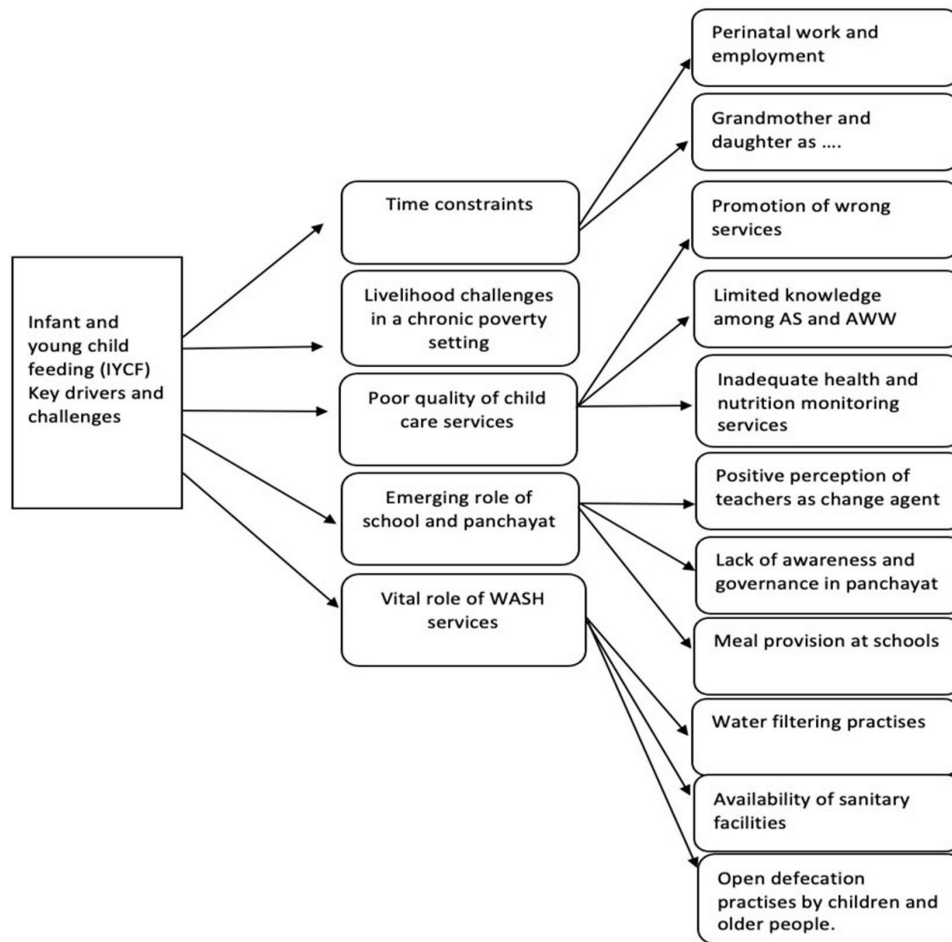 Infant and
young child
feeding (IYCF)
Key drivers and
challenges
Time constraints
Livelihood challenges
in a chronic poverty
setting
Poor quality of child
care services
Emerging role of
school and panchayat
Vital role of WASH
services
Perinatal work and
employment
Grandmother and
daughter as ....
Promotion of wrong
services
Limited knowledge
among AS and AWW
Inadequate health and
nutrition monitoring
services
Positive perception of
teachers as change agent
Lack of awareness and
governance in panchayat
Meal provision at schools
Water filtering practises
Availability of sanitary
facilities
Open defecation
practises by children and
older people.